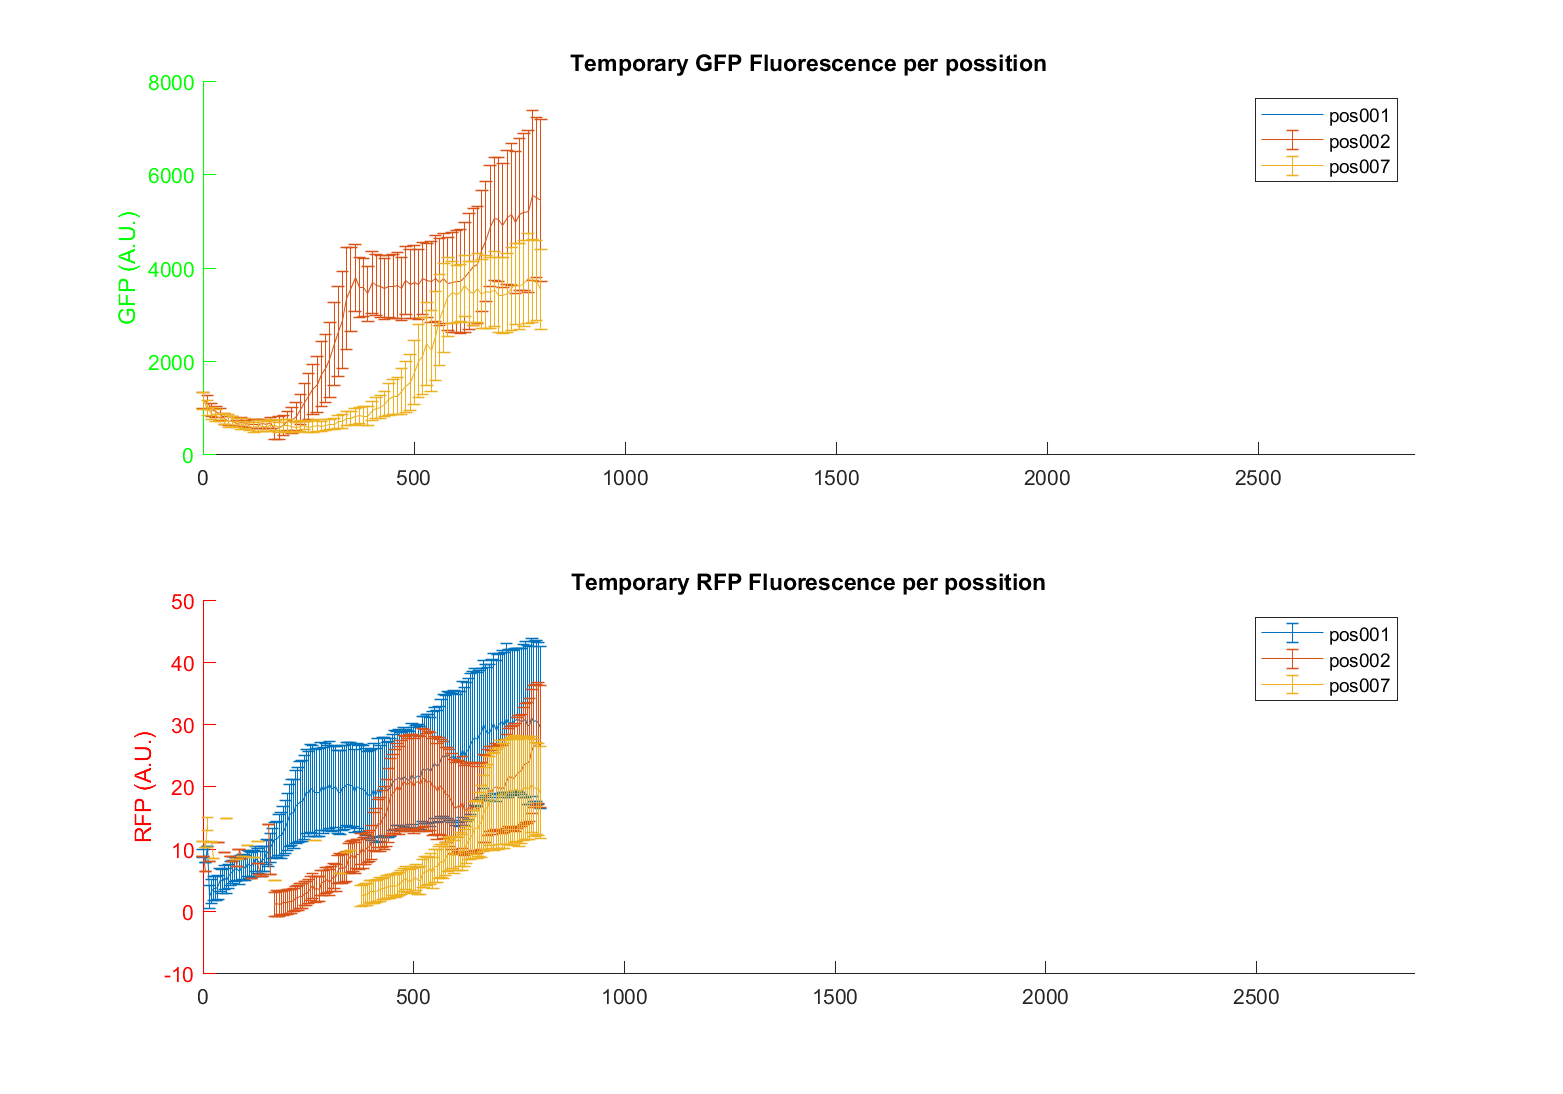 Temporary GFP Fluorescence per possition
8000
6000
4000
2000
0
GFP (A.U.)
pos001
pos002
pos007
0 500 1000 1500 2000 2500
Temporary RFP Fluorescence per possition
50
40
30
20
10
0
-10
RFP (A.U.)
pos001
pos002
pos007
0 500 1000 1500 2000 2500